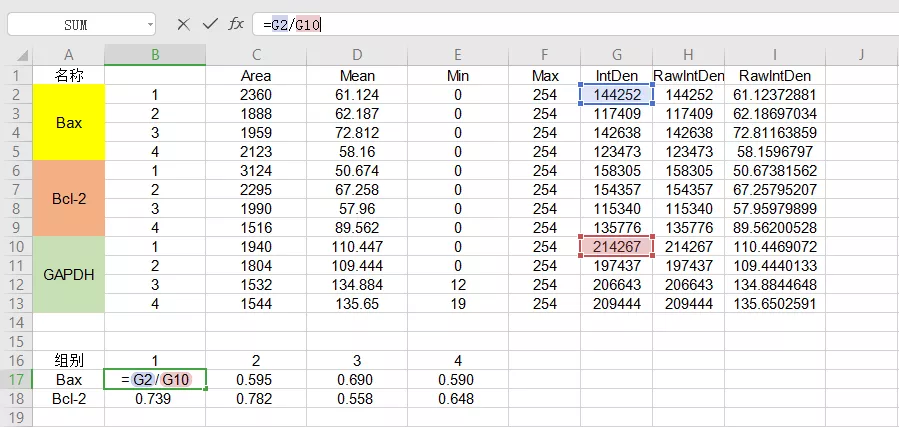 SUM × ✓ fx =G2/G10
A B C D E F G H I J
1 名称 Area Mean Min Max IntDen RawIntDen RawIntDen
2 1 2360 61.124 0 254 144252 144252 61.12372881
Bax
3 2 1888 62.187 0 254 117409 117409 62.18697034
4 3 1959 72.812 0 254 142638 142638 72.81163859
5 4 2123 58.16 0 254 123473 123473 58.1596797
6 1 3124 50.674 0 254 158305 158305 50.67381562
7 2 2295 67.258 0 254 154357 154357 67.25795207
Bcl-2
8 3 1990 57.96 0 254 115340 115340 57.95979899
9 4 1516 89.562 0 254 135776 135776 89.56200528
10 1 1940 110.447 0 254 214267 214267 110.4469072
11 2 1804 109.444 0 254 197437 197437 109.4440133
GAPDH
12 3 1532 134.884 12 254 206643 206643 134.8844648
13 4 1544 135.65 19 254 209444 209444 135.6502591
14
15
16 组别 1 2 3 4
17 Bax =G2/G10 0.595 0.690 0.590
18 Bcl-2 0.739 0.782 0.558 0.648
19